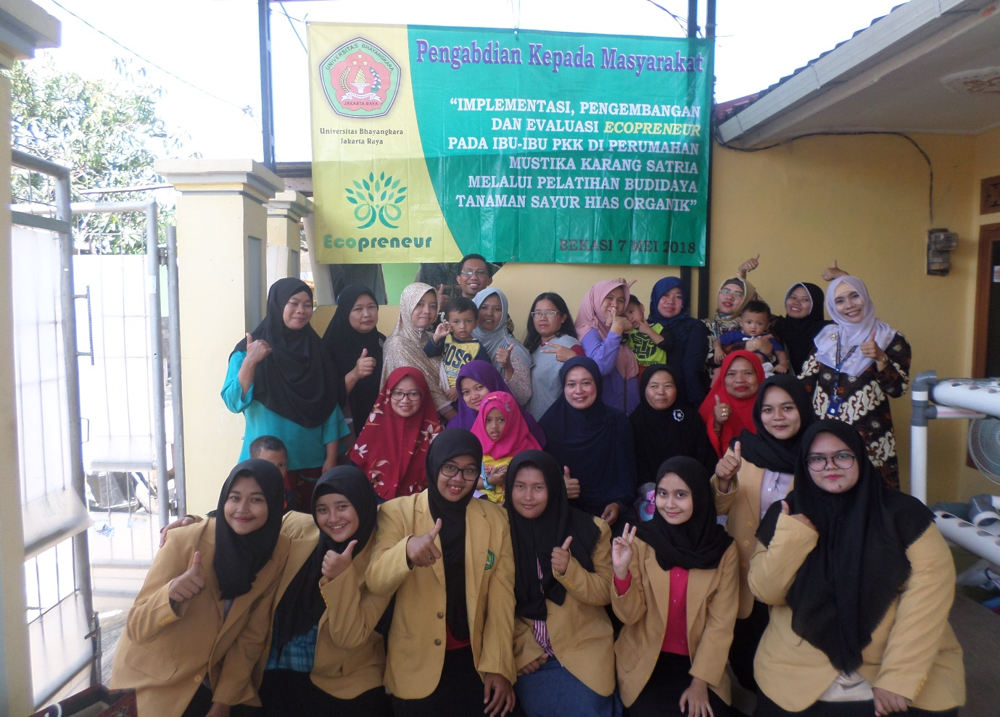 UNIVERSITAS BHAYANGKARA
JAKARTA RAYA
Universitas Bhayangkara
Jakarta Raya
Ecopreneur
Pengabdian Kepada Masyarakat
“IMPLEMENTASI, PENGEMBANGAN
DAN EVALUASI ECOPRENEUR
PADA IBU-IBU PKK DI PERUMAHAN
MUSTIKA KARANG SATRIA
MELALUI PELATIHAN BUDIDAYA
TANAMAN SAYUR HIAS ORGANIK”
BEKASI 7 MEI 2018
BOSS